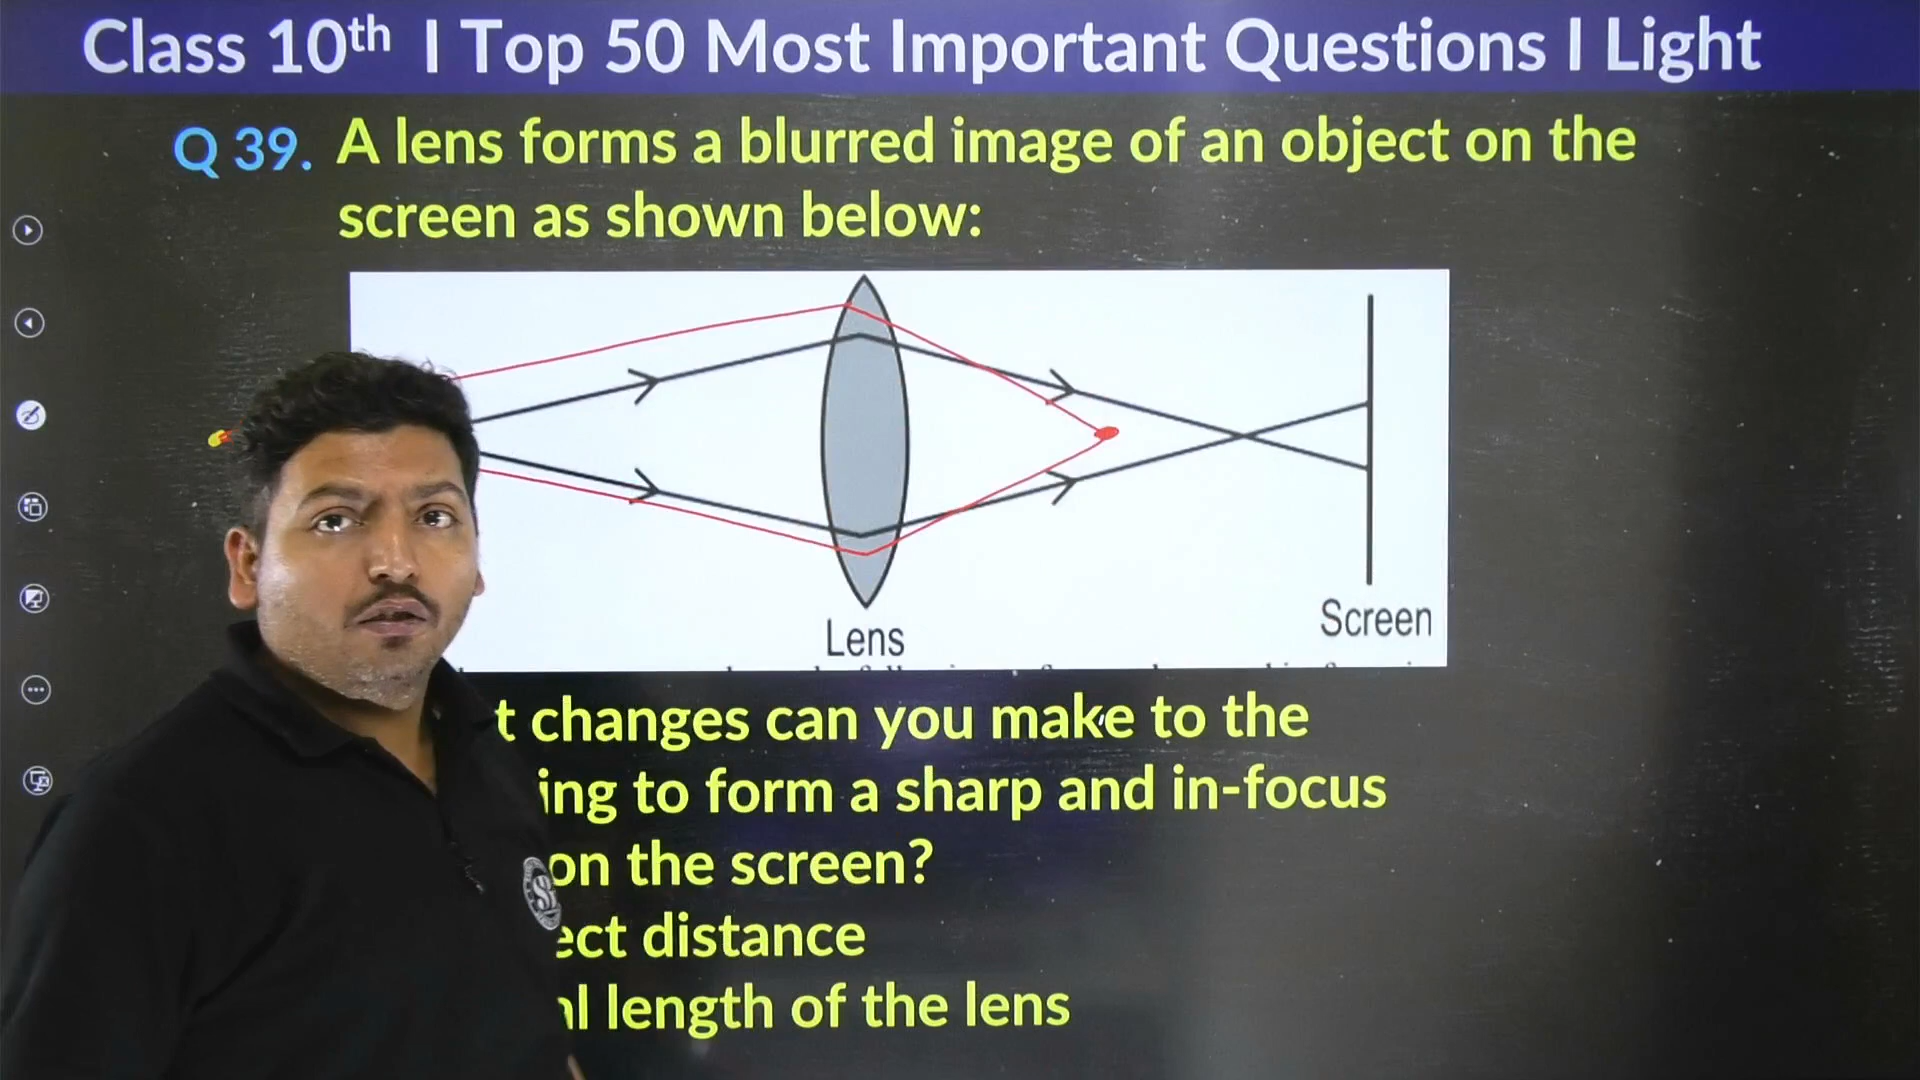 Class 10th I Top 50 Most Important Questions I Light
Q 39. A lens forms a blurred image of an object on the
screen as shown below:
Lens
Screen
changes can you make to the
to form a sharp and in-focus
on the screen?
distance
length of the lens